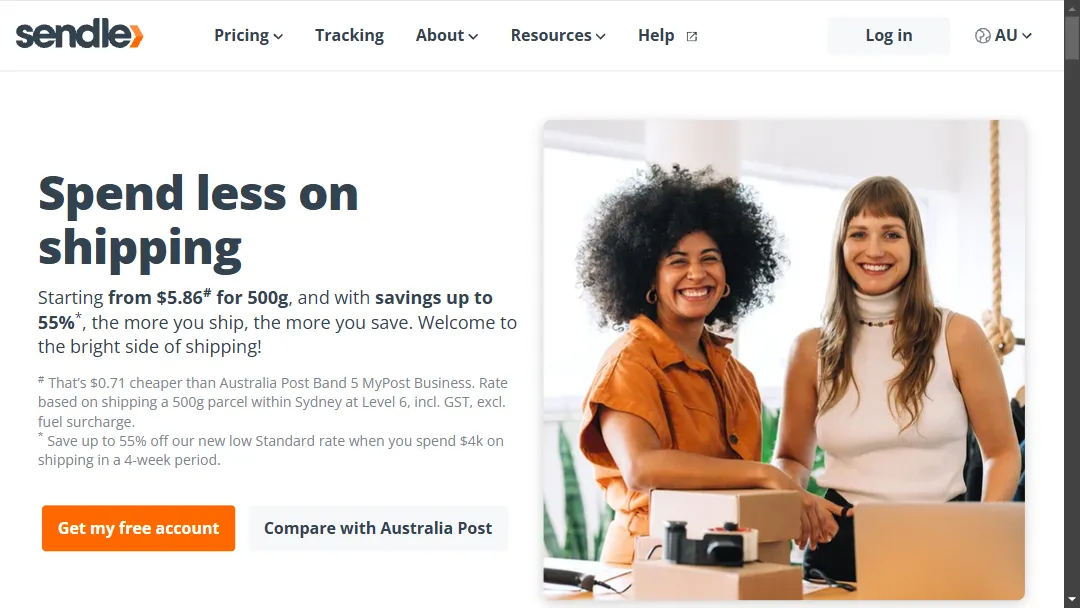 sendle
Pricing
Tracking
About
Resources
Help
Log in
AU
Spend less on
shipping
Starting from $5.86# for 500g, and with savings up to
55%*, the more you ship, the more you save. Welcome to
the bright side of shipping!
# That’s $0.71 cheaper than Australia Post Band 5 MyPost Business. Rate
based on shipping a 500g parcel within Sydney at Level 6, incl. GST, excl.
fuel surcharge.
* Save up to 55% off our new low Standard rate when you spend $4k on
shipping in a 4-week period.
Get my free account
Compare with Australia Post